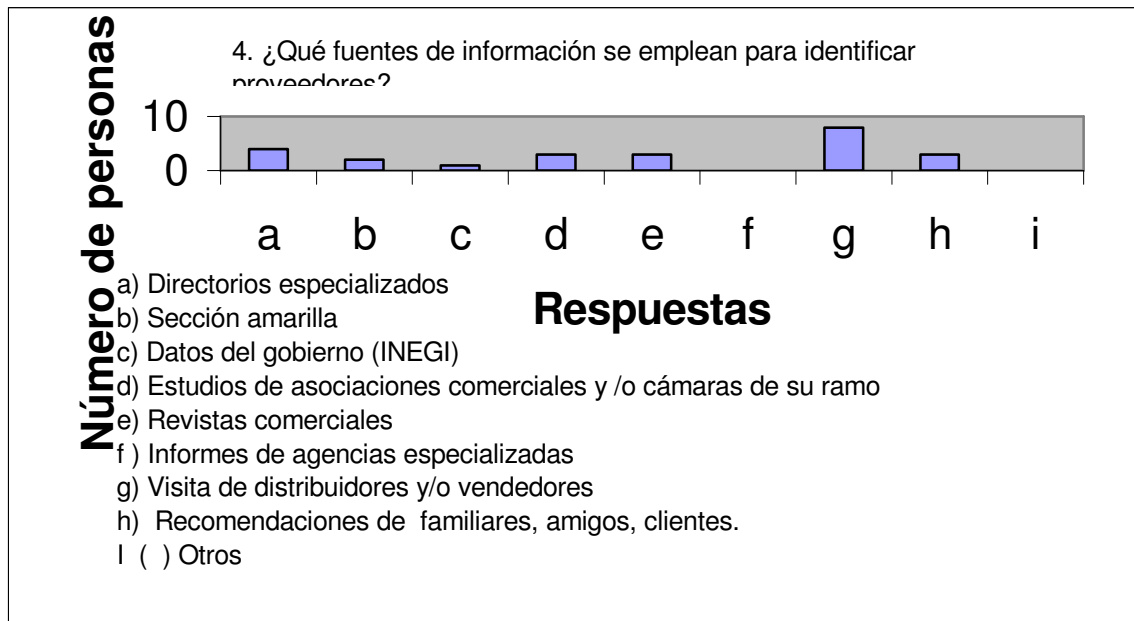 4. ¿Qué fuentes de información se emplean para identificar
proveedores?
Número de personas
10
0
a b c d e f g h i
Respuestas
a) Directorios especializados
b) Sección amarilla
c) Datos del gobierno (INEGI)
d) Estudios de asociaciones comerciales y /o cámaras de su ramo
e) Revistas comerciales
f ) Informes de agencias especializadas
g) Visita de distribuidores y/o vendedores
h)  Recomendaciones de  familiares, amigos, clientes.
I  (  ) Otros